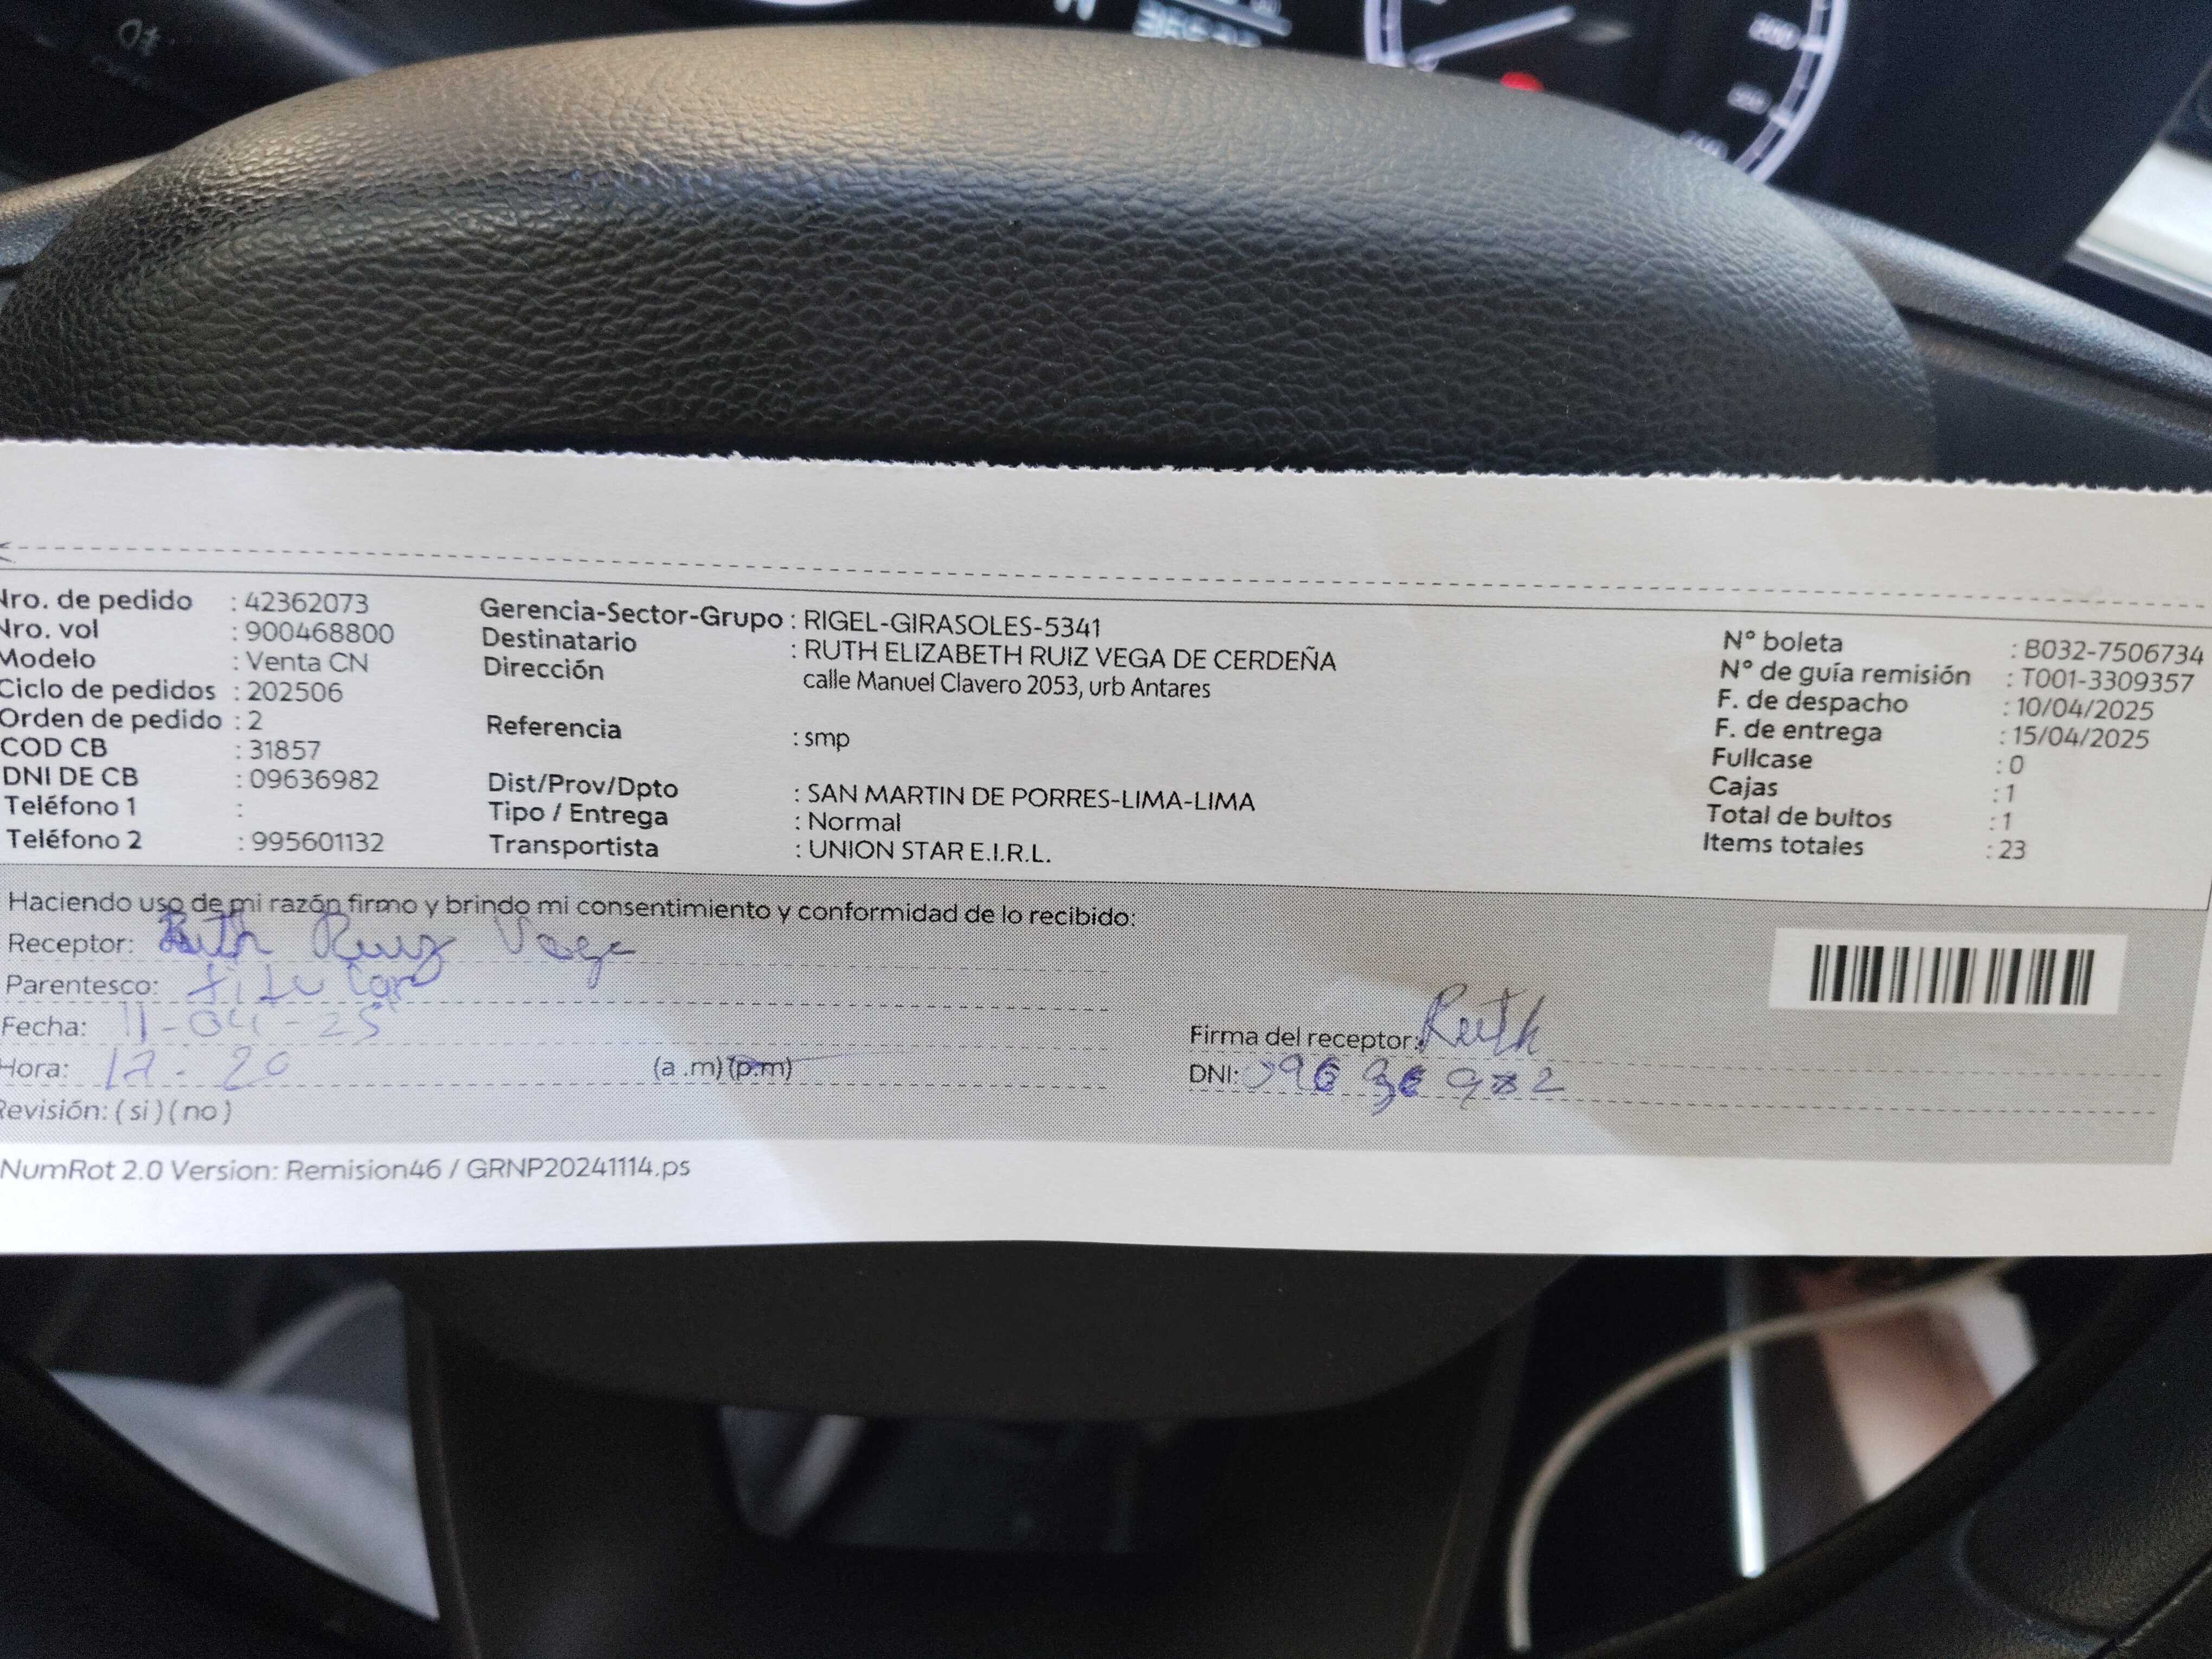 Nro. de pedido : 42362073
Nro. vol : 900468800
Modelo : Venta CN
Ciclo de pedidos : 202506
Orden de pedido : 2
COD CB : 31857
DNI DE CB : 09636982
Teléfono 1 :
Teléfono 2 : 995601132
Gerencia-Sector-Grupo : RIGEL-GIRASOLES-5341
Destinatario : RUTH ELIZABETH RUIZ VEGA DE CERDEÑA
Dirección calle Manuel Clavero 2053, urb Antares
Referencia : smp
Dist/Prov/Dpto : SAN MARTIN DE PORRES-LIMA-LIMA
Tipo / Entrega : Normal
Transportista : UNION STAR E.I.R.L.
N° boleta : B032-7506734
N° de guía remisión : T001-3309357
F. de despacho : 10/04/2025
F. de entrega : 15/04/2025
Fullcase : 0
Cajas : 1
Total de bultos : 1
Items totales : 23
Haciendo uso de mi razón firmo y brindo mi consentimiento y conformidad de lo recibido:
Receptor: Ruth Ruiz Vega
Parentesco: titular
Fecha: 11-04-25
Hora: (a .m) (p.m)
Revisión: ( si ) ( no )
Firma del receptor: Ruth
DNI: 09636982
NumRot 2.0 Version: Remision46 / GRNP20241114.ps